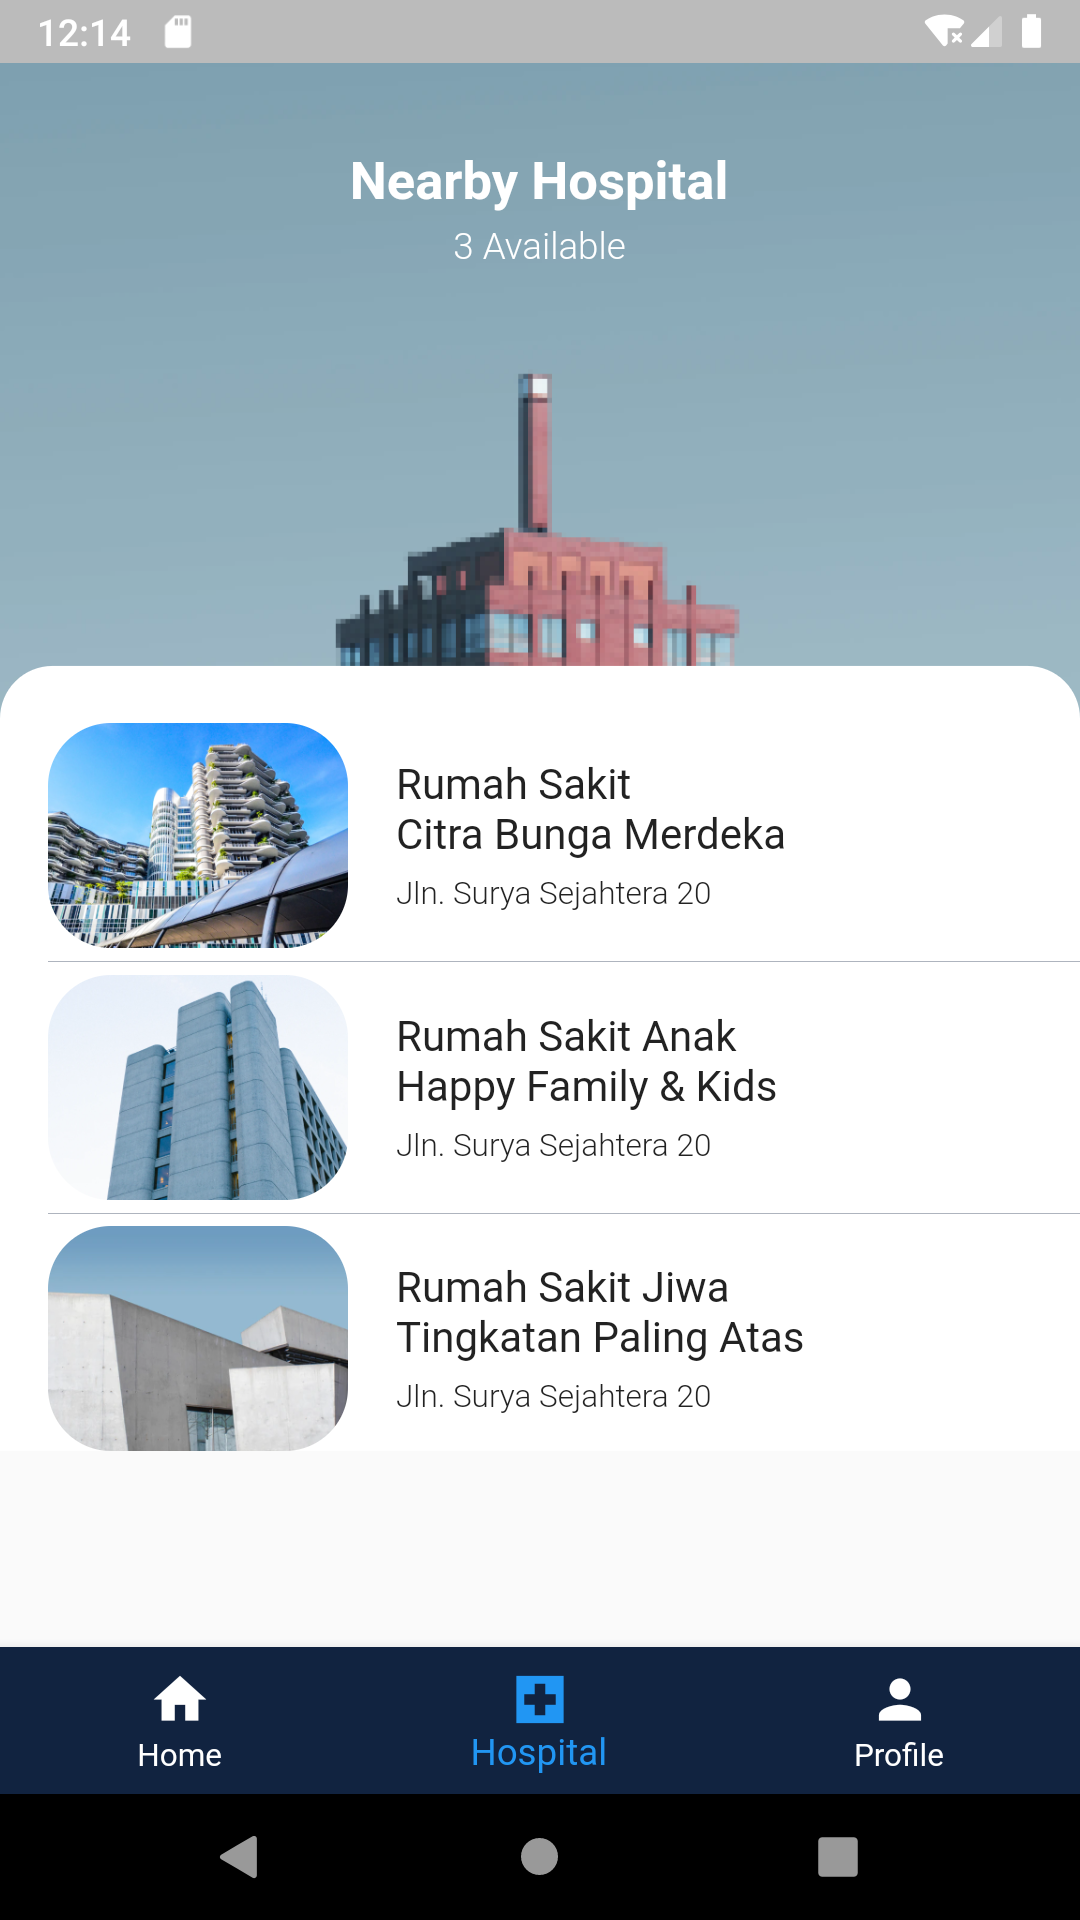 12:14
Nearby Hospital
3 Available
Rumah Sakit
Citra Bunga Merdeka
Jln. Surya Sejahtera 20
Rumah Sakit Anak
Happy Family & Kids
Jln. Surya Sejahtera 20
Rumah Sakit Jiwa
Tingkatan Paling Atas
Jln. Surya Sejahtera 20
Home
Hospital
Profile